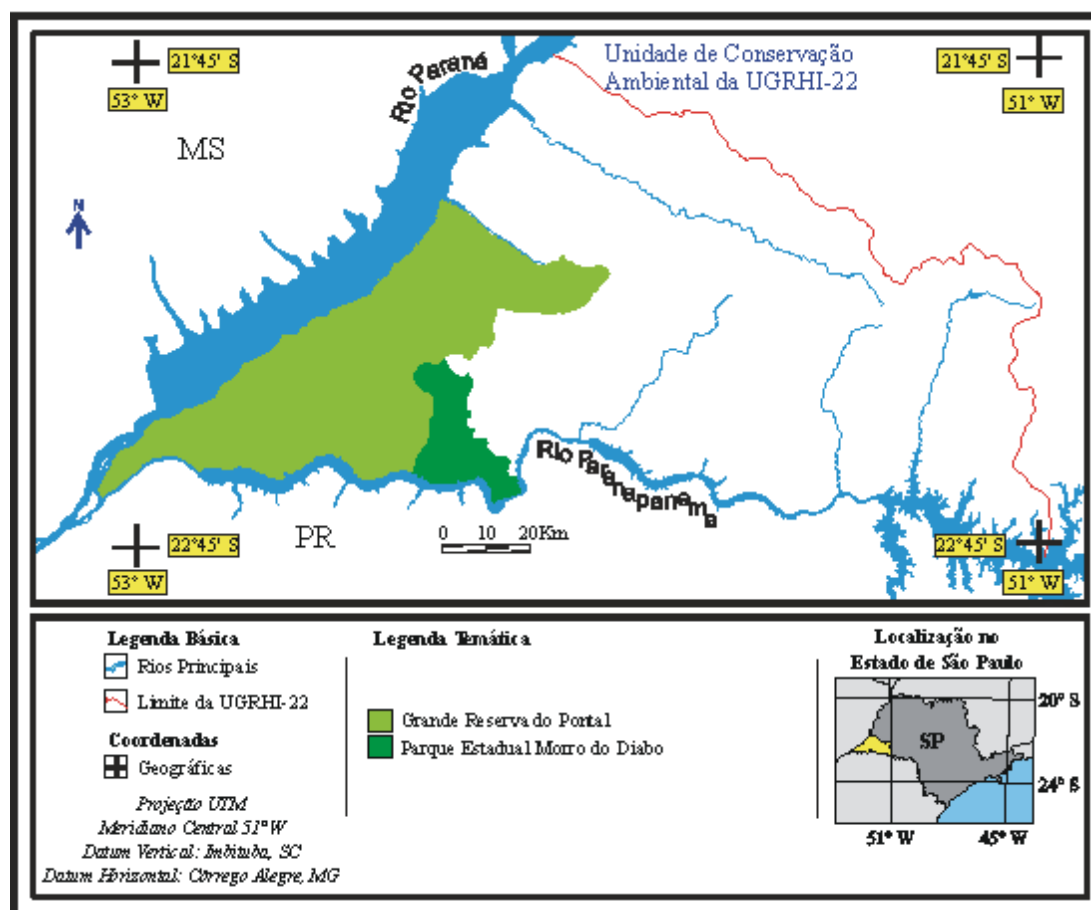 Unidade de Conservação
Ambiental da UGRHI-22
21°45' S
53° W
21°45' S
51° W
Rio Paraná
MS
N
Rio Paranapanema
PR
0 10 20Km
22°45' S
53° W
22°45' S
51° W
Legenda Básica
Rios Principais
Limite da UGRHI-22
Coordenadas
Geográficas
Projeção UTM
Meridiano Central 51°W
Datum Vertical: Imbituba, SC
Datum Horizontal: Córrego Alegre, MG
Legenda Temática
Grande Reserva do Portal
Parque Estadual Morro do Diabo
Localização no
Estado de São Paulo
SP
20° S
24° S
51° W
45° W